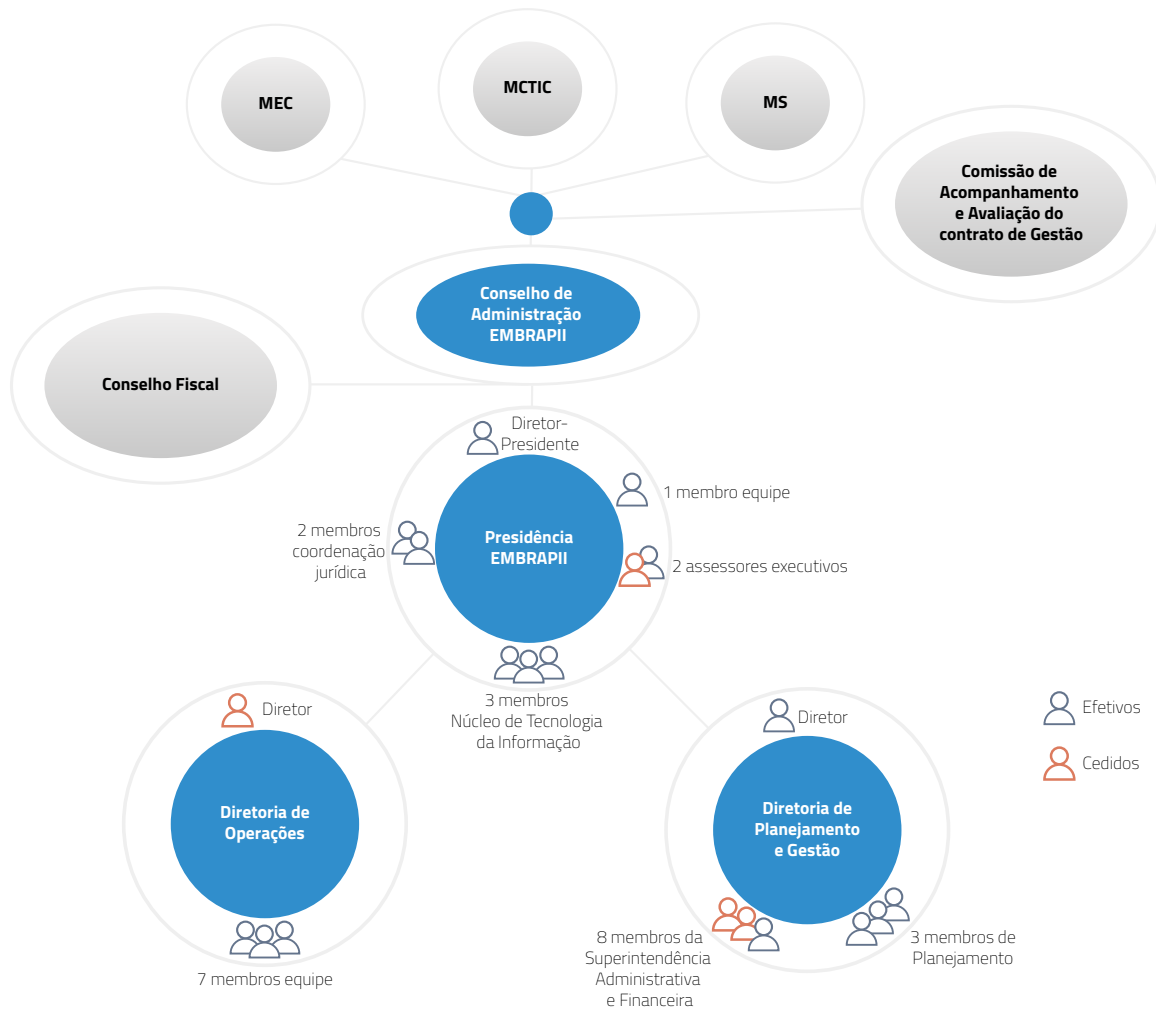 MEC
MCTIC
MS
Comissão de
Acompanhamento
e Avaliação do
contrato de Gestão
Conselho de
Administração
EMBRAPII
Conselho Fiscal
Diretor-
Presidente
1 membro equipe
2 membros
coordenação
jurídica
Presidência
EMBRAPII
2 assessores executivos
3 membros
Núcleo de Tecnologia
da Informação
Diretor
Diretoria de
Operações
7 membros equipe
Diretor
Diretoria de
Planejamento
e Gestão
8 membros da
Superintendência
Administrativa
e Financeira
3 membros de
Planejamento
Efetivos
Cedidos